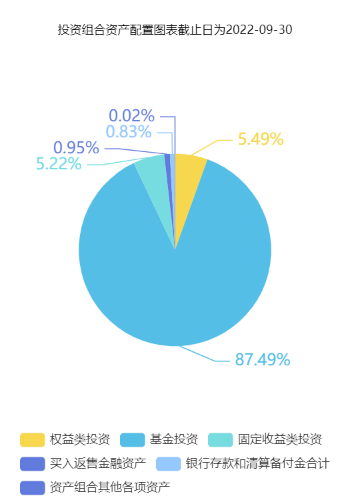 投资组合资产配置图表截止日为2022-09-30
0.02%
0.83%
5.49%
0.95%
5.22%
87.49%
权益类投资 基金投资 固定收益类投资
买入返售金融资产 银行存款和清算备付金合计
资产组合其他各项资产